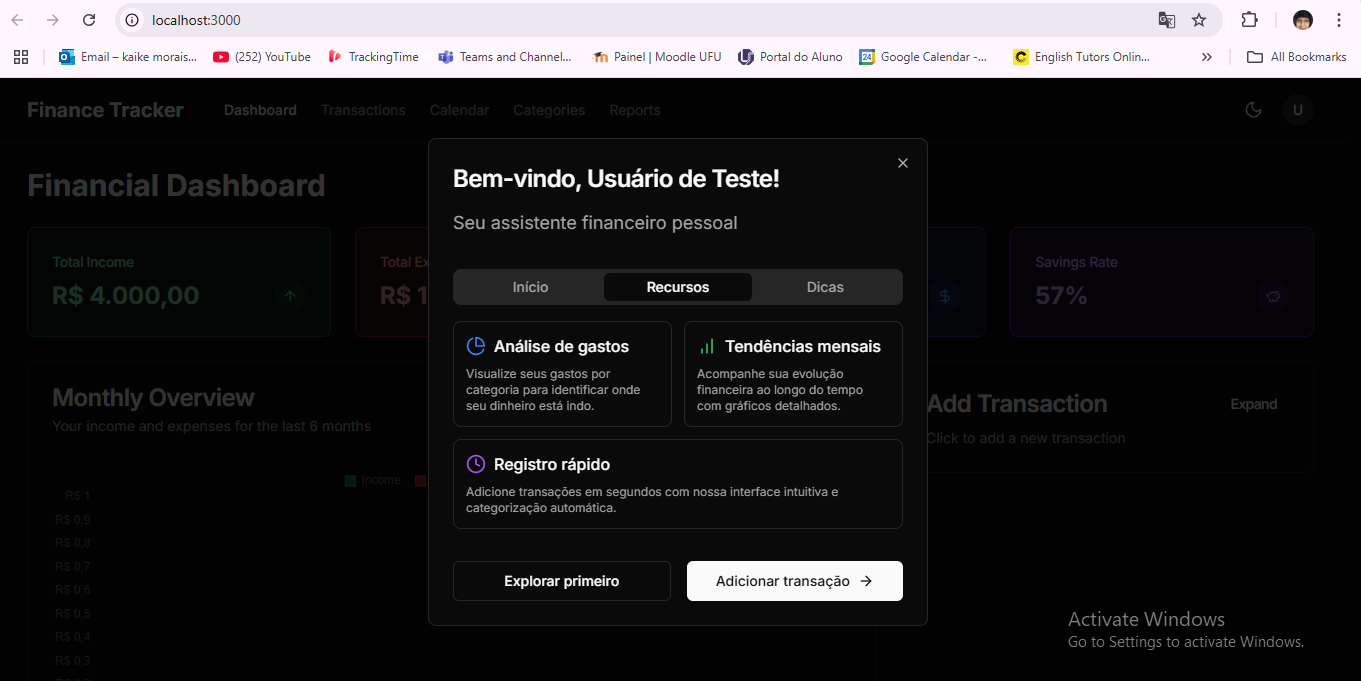 localhost:3000
Email – kaike morais...
(252) YouTube
TrackingTime
Teams and Channel...
Painel | Moodle UFU
Portal do Aluno
Google Calendar -...
English Tutors Onlin...
All Bookmarks
Finance Tracker
Dashboard
Transactions
Calendar
Categories
Reports
U
Financial Dashboard
Total Income
R$ 4.000,00
Total Ex
R$ 1
Savings Rate
57%
Bem-vindo, Usuário de Teste!
Seu assistente financeiro pessoal
Início
Recursos
Dicas
Análise de gastos
Visualize seus gastos por
categoria para identificar onde
seu dinheiro está indo.
Tendências mensais
Acompanhe sua evolução
financeira ao longo do tempo
com gráficos detalhados.
Registro rápido
Adicione transações em segundos com nossa interface intuitiva e
categorização automática.
Explorar primeiro
Adicionar transação
Monthly Overview
Your income and expenses for the last 6 months
Income
R$ 1
R$ 0,9
R$ 0,8
R$ 0,7
R$ 0,6
R$ 0,5
R$ 0,4
R$ 0,3
Add Transaction
Expand
Click to add a new transaction
Activate Windows
Go to Settings to activate Windows.